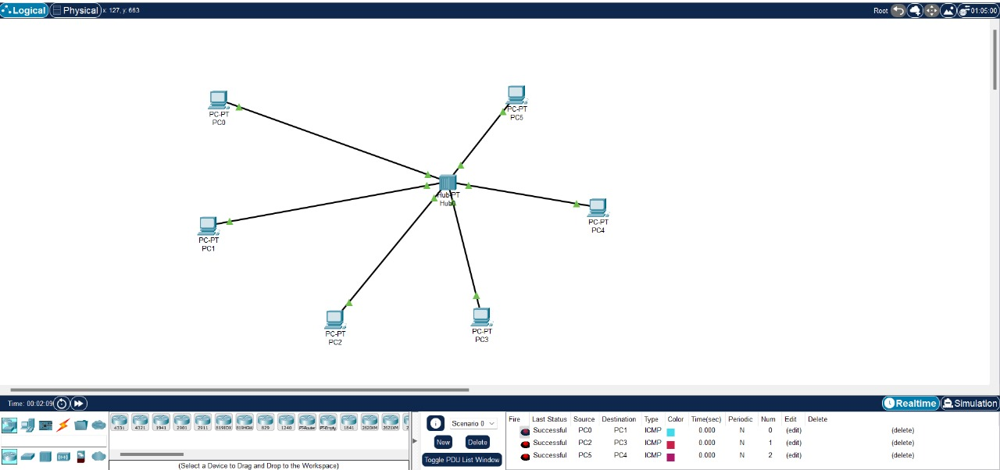 Logical Physical x: 127, y: 663 Root 01:05:00
PC-PT
PC0
PC-PT
PC5
Hub-PT
Hub0
PC-PT
PC4
PC-PT
PC1
PC-PT
PC2
PC-PT
PC3
Time: 00:02:09 Realtime Simulation
4331 4321 1941 2901 2911 819IOX 819HGW 829 1240 PT-Router PT-Empty 1841 2620XM 2621XM 2
(Select a Device to Drag and Drop to the Workspace)
Scenario 0
New Delete
Toggle PDU List Window
Fire Last Status Source Destination Type Color Time(sec) Periodic Num Edit Delete
Successful PC0 PC1 ICMP 0.000 N 0 (edit) (delete)
Successful PC2 PC3 ICMP 0.000 N 1 (edit) (delete)
Successful PC5 PC4 ICMP 0.000 N 2 (edit) (delete)